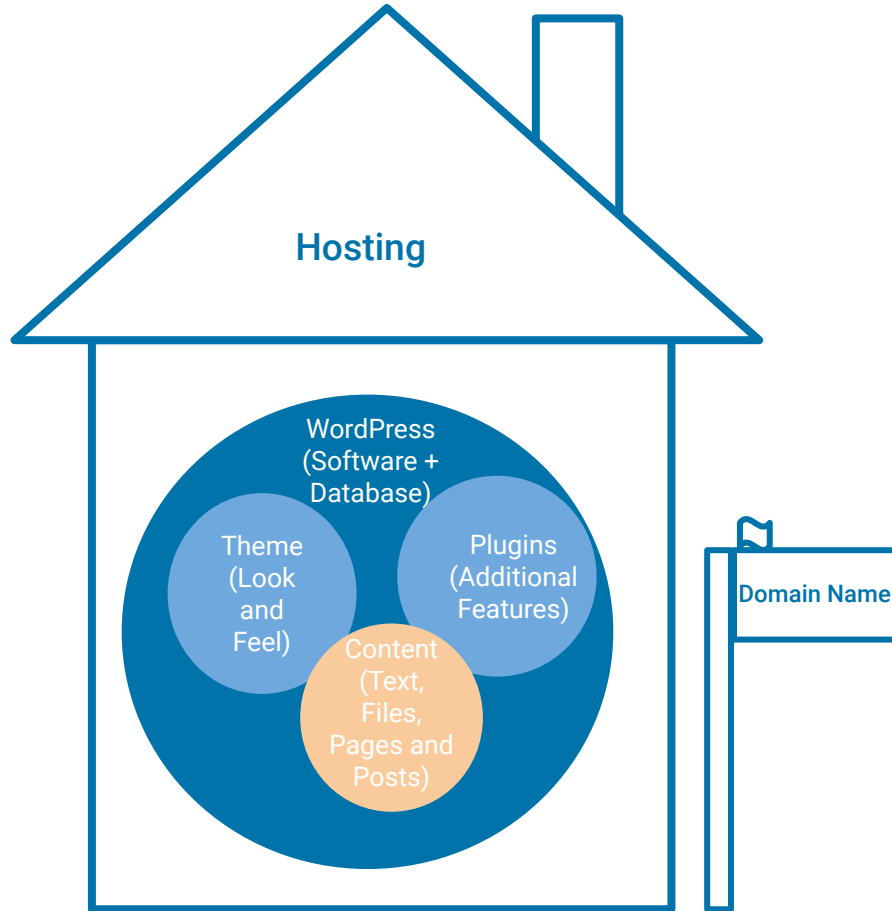 Hosting
WordPress
(Software +
Database)
Theme
(Look
and
Feel)
Plugins
(Additional
Features)
Content
(Text,
Files,
Pages and
Posts)
Domain Name